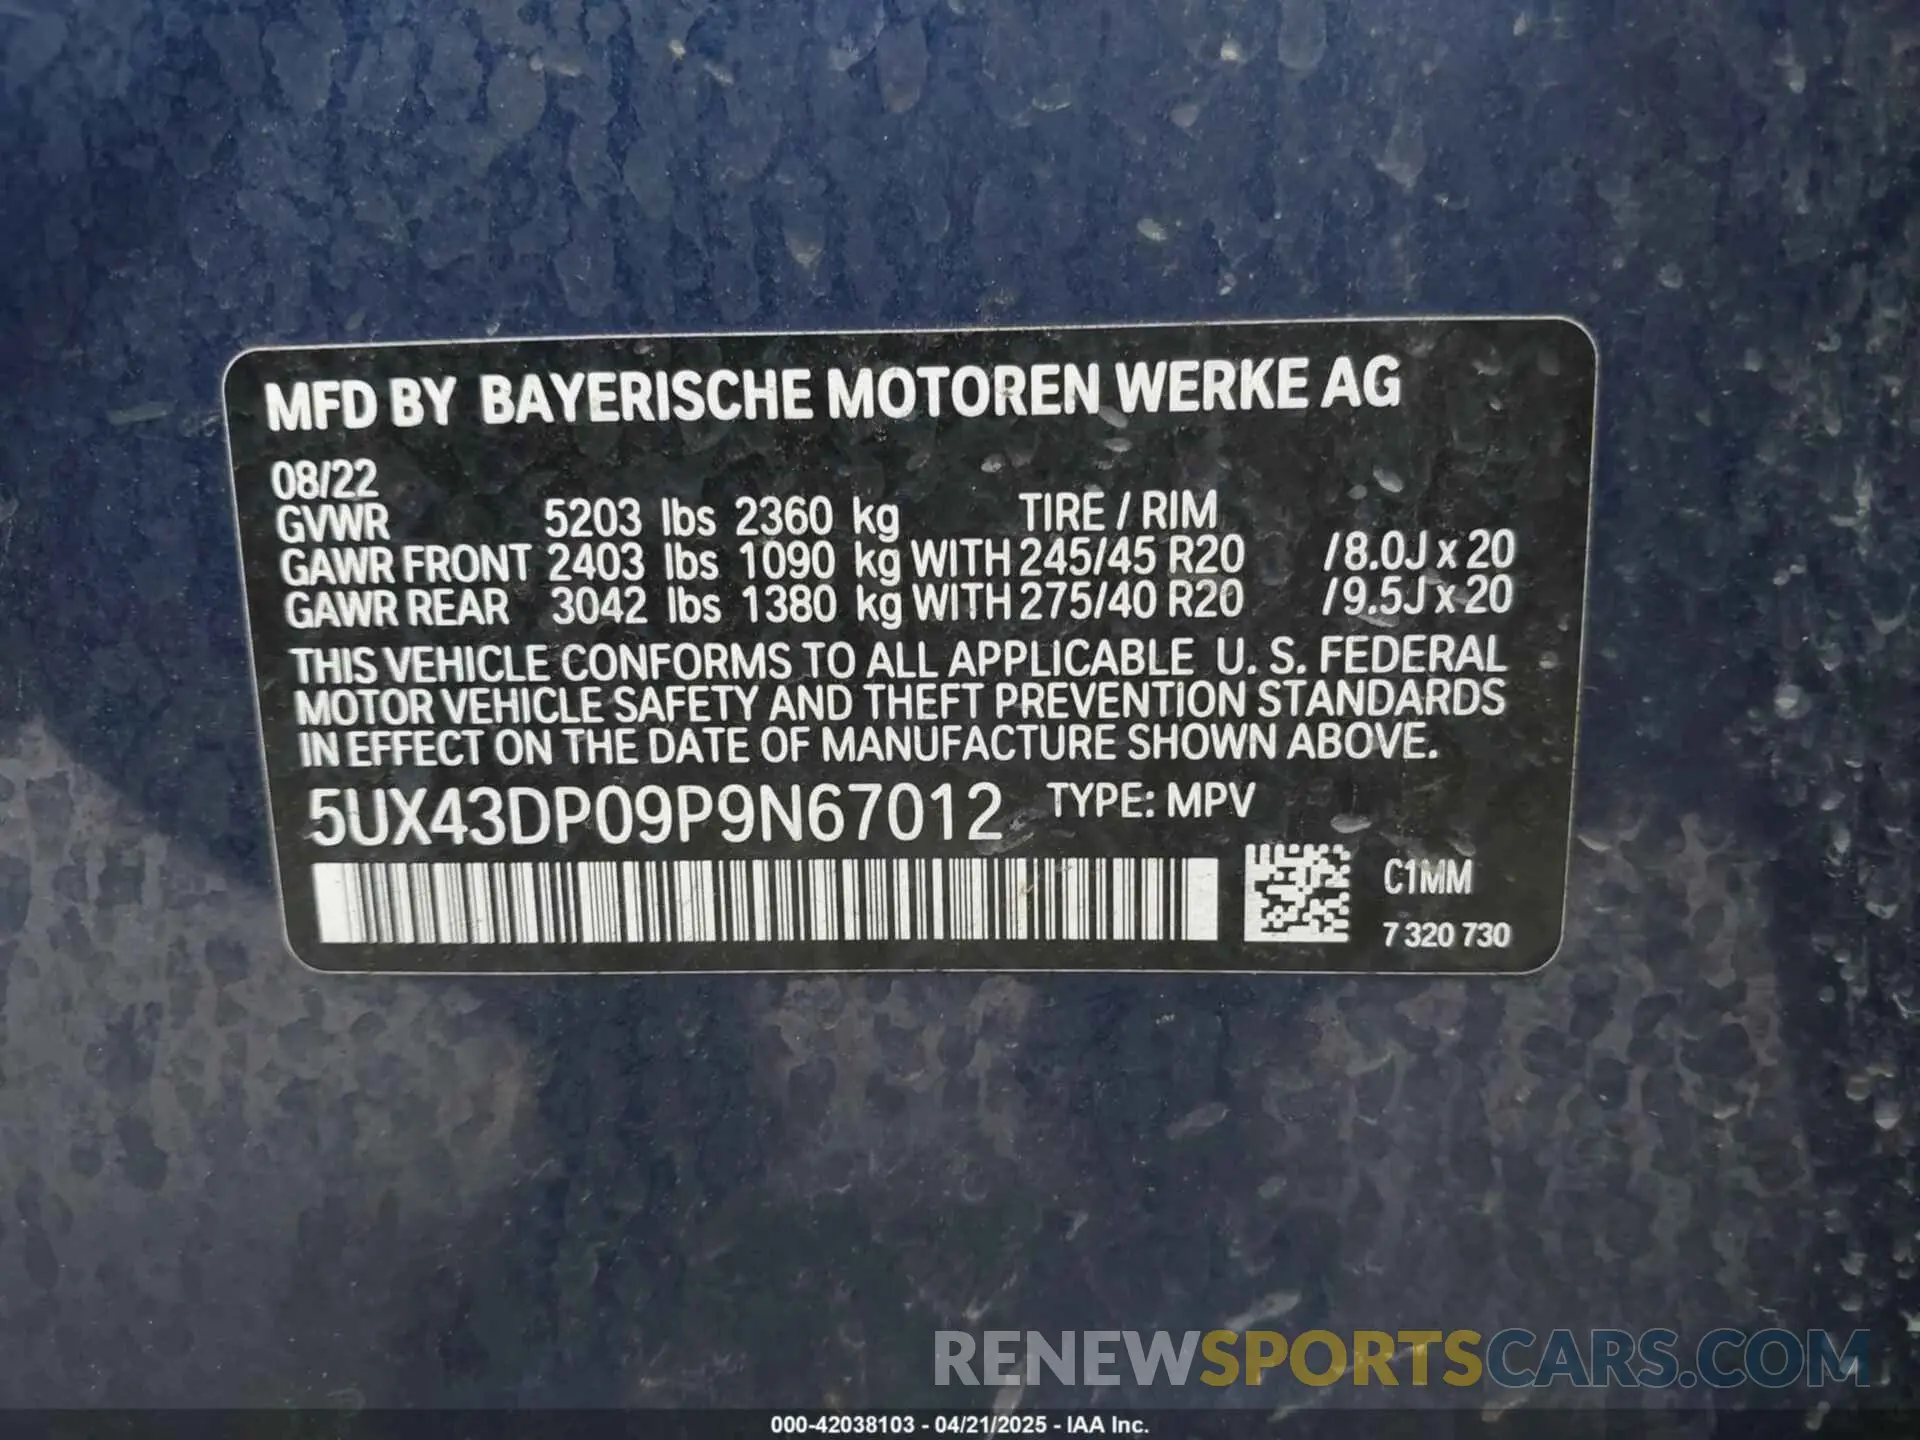 MFD BY BAYERISCHE MOTOREN WERKE AG
08/22
GVWR 5203 lbs 2360 kg TIRE / RIM
GAWR FRONT 2403 lbs 1090 kg WITH 245/45 R20 /8.0J x 20
GAWR REAR 3042 lbs 1380 kg WITH 275/40 R20 /9.5J x 20
THIS VEHICLE CONFORMS TO ALL APPLICABLE U. S. FEDERAL
MOTOR VEHICLE SAFETY AND THEFT PREVENTION STANDARDS
IN EFFECT ON THE DATE OF MANUFACTURE SHOWN ABOVE.
5UX43DP09P9N67012 TYPE: MPV
C1MM
7 320 730
RENEWSPORTSCARS.COM
000-42038103 - 04/21/2025 - IAA Inc.